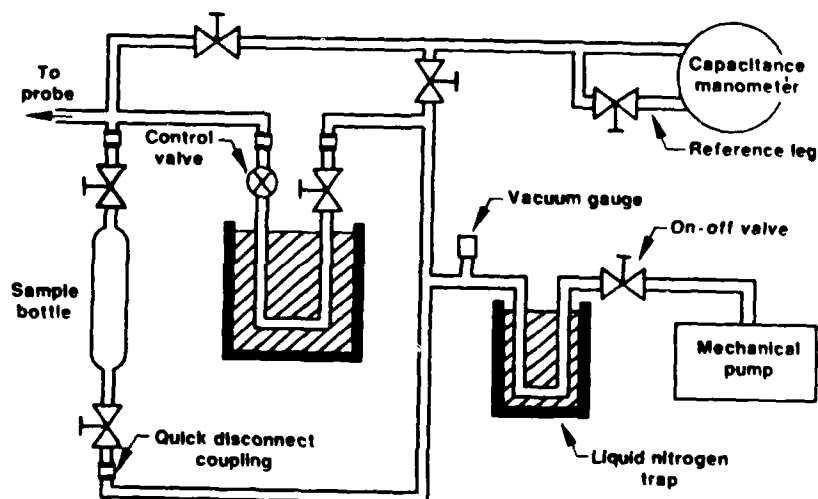 To
probe
Control
valve
Capacitance
manometer
Reference leg
Vacuum gauge
On-off valve
Sample
bottle
Mechanical
pump
Quick disconnect
coupling
Liquid nitrogen
trap